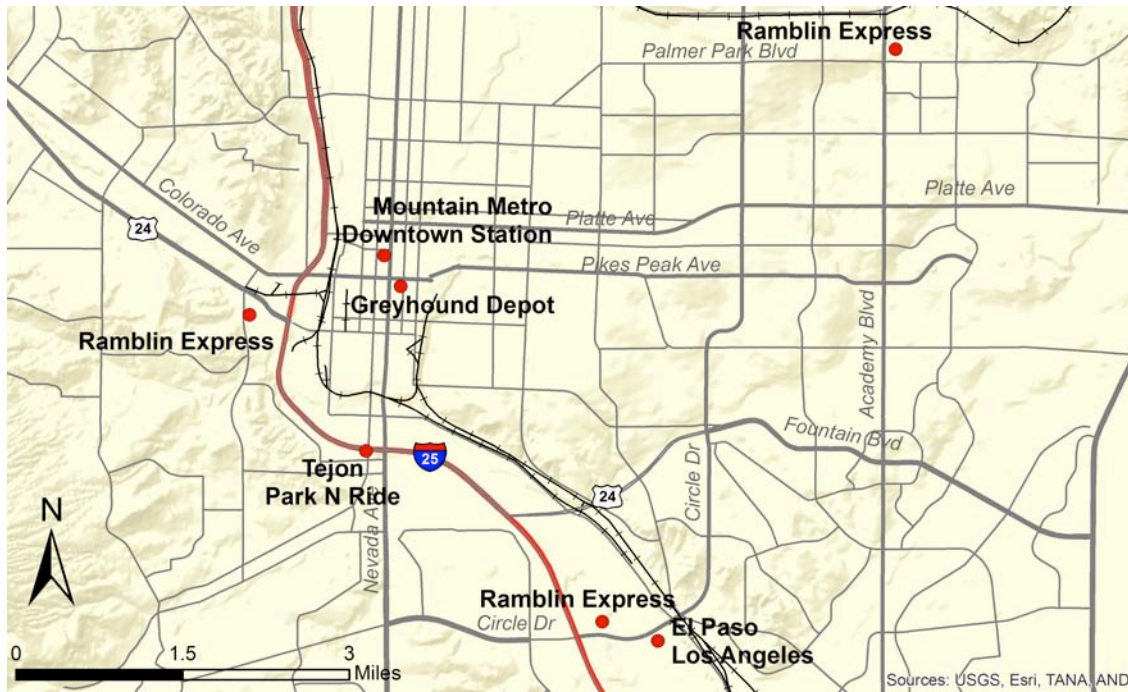 Ramblin Express
Palmer Park Blvd
Platte Ave
Colorado Ave
24
Mountain Metro
Downtown Station
Platte Ave
Pikes Peak Ave
Greyhound Depot
Ramblin Express
Academy Blvd
Fountain Bvd
25
Tejon
Park N Ride
24
Circle Dr
Nevada Ave
N
Ramblin Express
Circle Dr
El Paso
Los Angeles
0 1.5 3
Miles
Sources: USGS, Esri, TANA, AND